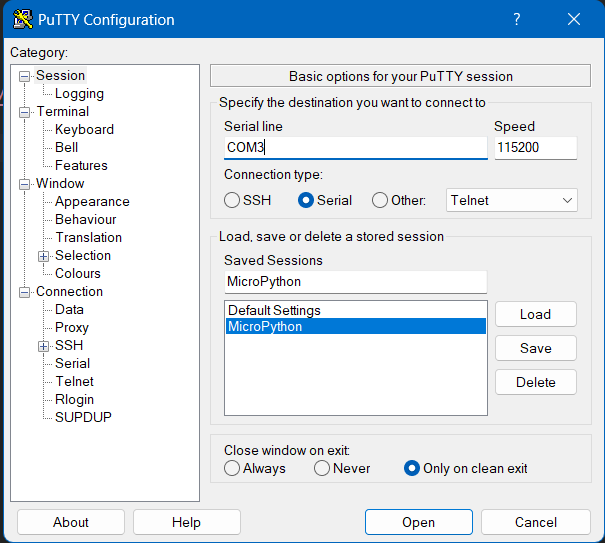 PuTTY Configuration
Category:
Session
Logging
Terminal
Keyboard
Bell
Features
Window
Appearance
Behaviour
Translation
Selection
Colours
Connection
Data
Proxy
SSH
Serial
Telnet
Rlogin
SUPDUP
Basic options for your PuTTY session
Specify the destination you want to connect to
Serial line Speed
COM3 115200
Connection type:
SSH Serial Other: Telnet
Load, save or delete a stored session
Saved Sessions
MicroPython
Default Settings
MicroPython
Load
Save
Delete
Close window on exit:
Always Never Only on clean exit
About Help Open Cancel